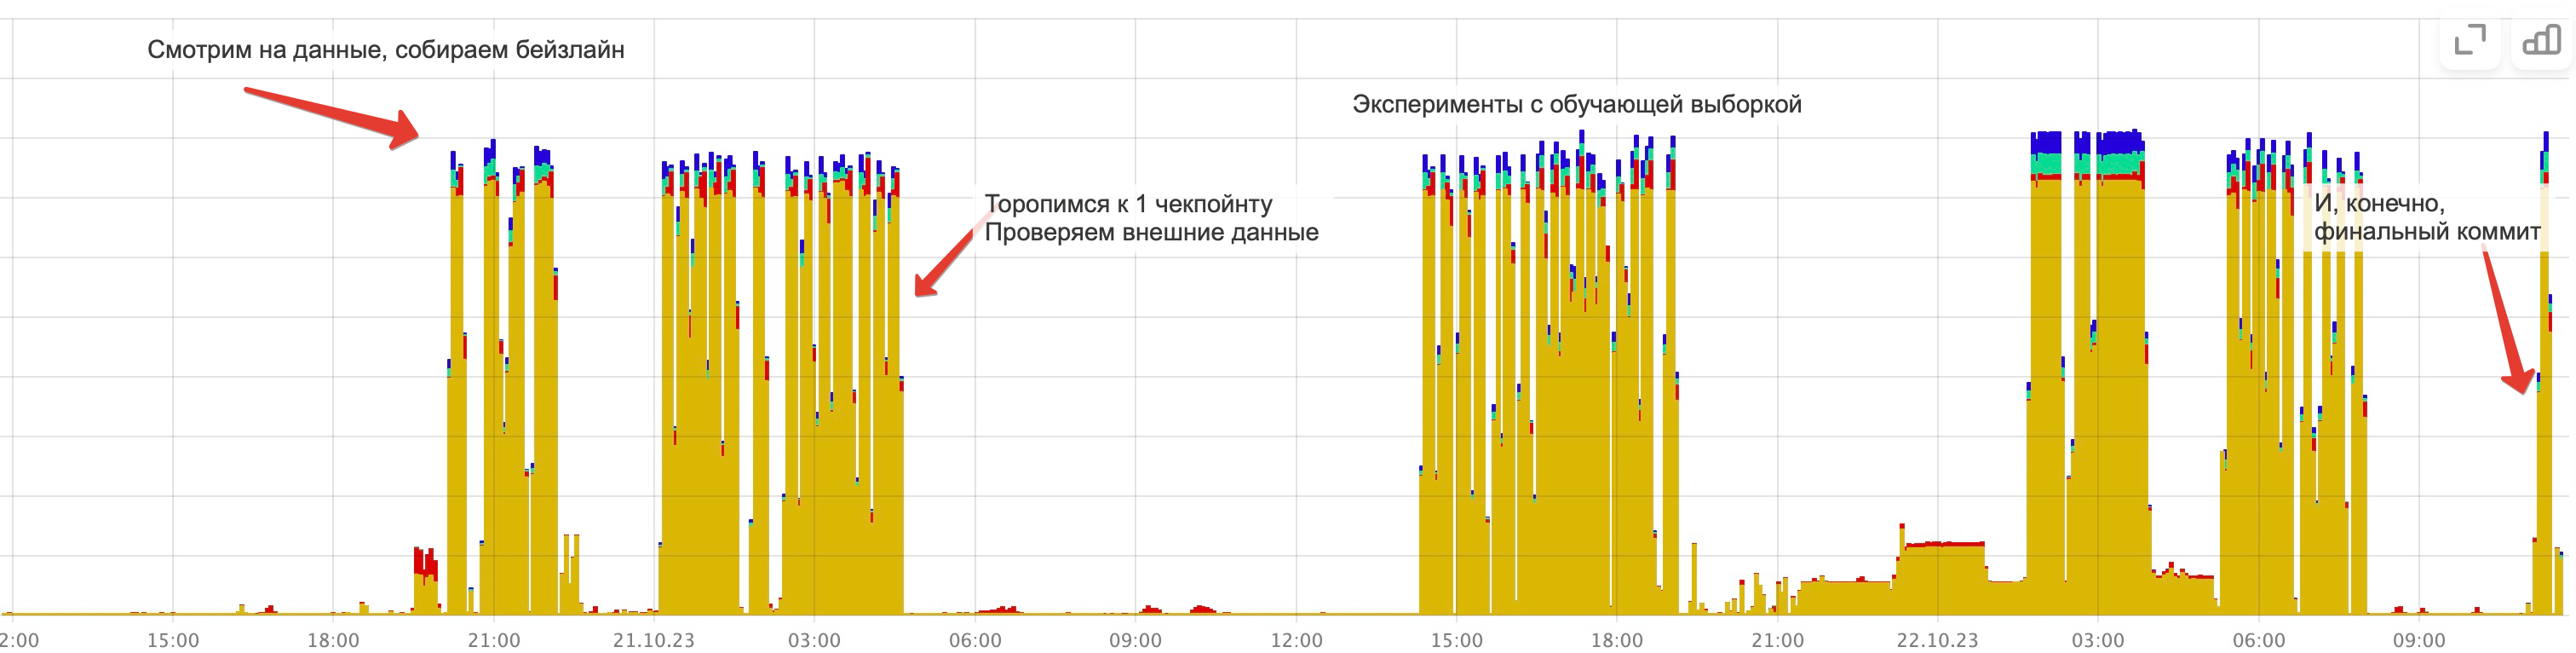 Смотрим на данные, собираем бейзлайн
Эксперименты с обучающей выборкой
Торопимся к 1 чекпойнту
Проверяем внешние данные
И, конечно,
финальный коммит
2:00 15:00 18:00 21:00 21.10.23 03:00 06:00 09:00 12:00 15:00 18:00 21:00 22.10.23 03:00 06:00 09:00